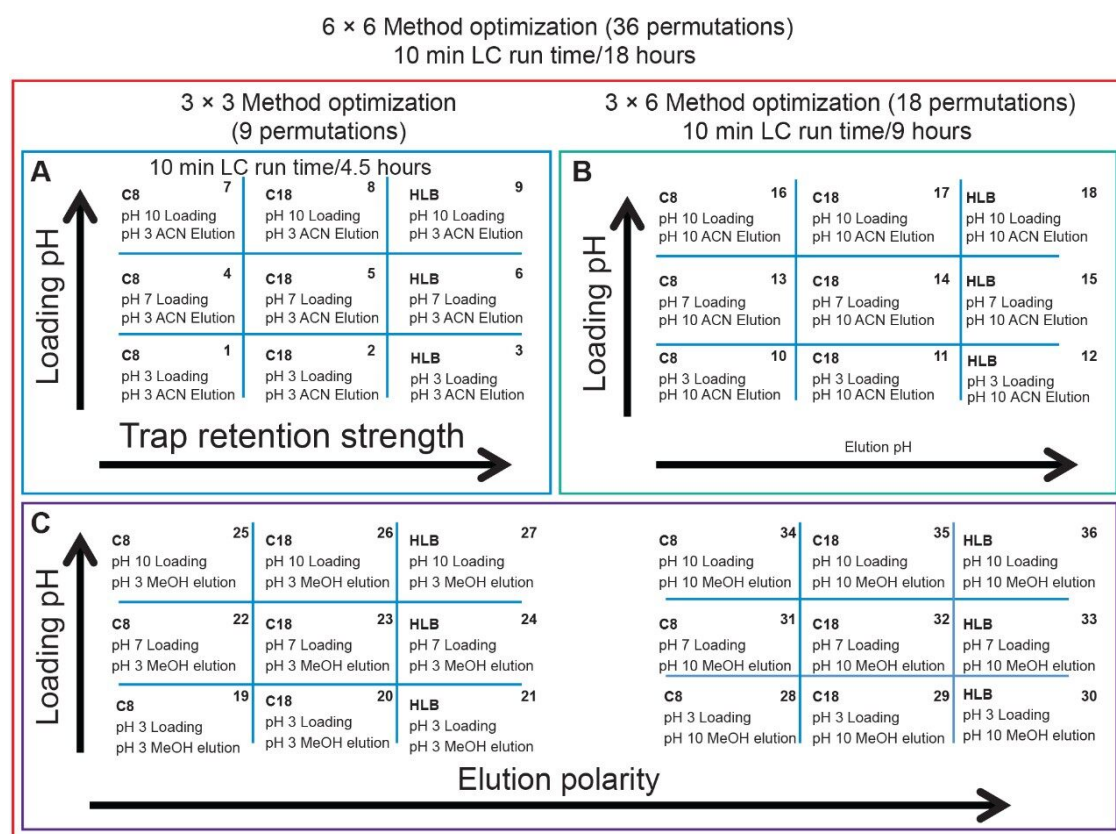 6 × 6 Method optimization (36 permutations)
10 min LC run time/18 hours
3 × 3 Method optimization
(9 permutations)
10 min LC run time/4.5 hours
3 × 6 Method optimization (18 permutations)
10 min LC run time/9 hours
A
Loading pH
C8 7
pH 10 Loading
pH 3 ACN Elution
C18 8
pH 10 Loading
pH 3 ACN Elution
HLB 9
pH 10 Loading
pH 3 ACN Elution
C8 4
pH 7 Loading
pH 3 ACN Elution
C18 5
pH 7 Loading
pH 3 ACN Elution
HLB 6
pH 7 Loading
pH 3 ACN Elution
C8 1
pH 3 Loading
pH 3 ACN Elution
C18 2
pH 3 Loading
pH 3 ACN Elution
HLB 3
pH 3 Loading
pH 3 ACN Elution
Trap retention strength
B
Loading pH
C8 16
pH 10 Loading
pH 10 ACN Elution
C18 17
pH 10 Loading
pH 10 ACN Elution
HLB 18
pH 10 Loading
pH 10 ACN Elution
C8 13
pH 7 Loading
pH 10 ACN Elution
C18 14
pH 7 Loading
pH 10 ACN Elution
HLB 15
pH 7 Loading
pH 10 ACN Elution
C8 10
pH 3 Loading
pH 10 ACN Elution
C18 11
pH 3 Loading
pH 10 ACN Elution
HLB 12
pH 3 Loading
pH 10 ACN Elution
Elution pH
C
Loading pH
C8 25
pH 10 Loading
pH 3 MeOH elution
C18 26
pH 10 Loading
pH 3 MeOH elution
HLB 27
pH 10 Loading
pH 3 MeOH elution
C8 22
pH 7 Loading
pH 3 MeOH elution
C18 23
pH 7 Loading
pH 3 MeOH elution
HLB 24
pH 7 Loading
pH 3 MeOH elution
C8 19
pH 3 Loading
pH 3 MeOH elution
C18 20
pH 3 Loading
pH 3 MeOH elution
HLB 21
pH 3 Loading
pH 3 MeOH elution
C8 34
pH 10 Loading
pH 10 MeOH elution
C18 35
pH 10 Loading
pH 10 MeOH elution
HLB 36
pH 10 Loading
pH 10 MeOH elution
C8 31
pH 7 Loading
pH 10 MeOH elution
C18 32
pH 7 Loading
pH 10 MeOH elution
HLB 33
pH 7 Loading
pH 10 MeOH elution
C8 28
pH 3 Loading
pH 10 MeOH elution
C18 29
pH 3 Loading
pH 10 MeOH elution
HLB 30
pH 3 Loading
pH 10 MeOH elution
Elution polarity